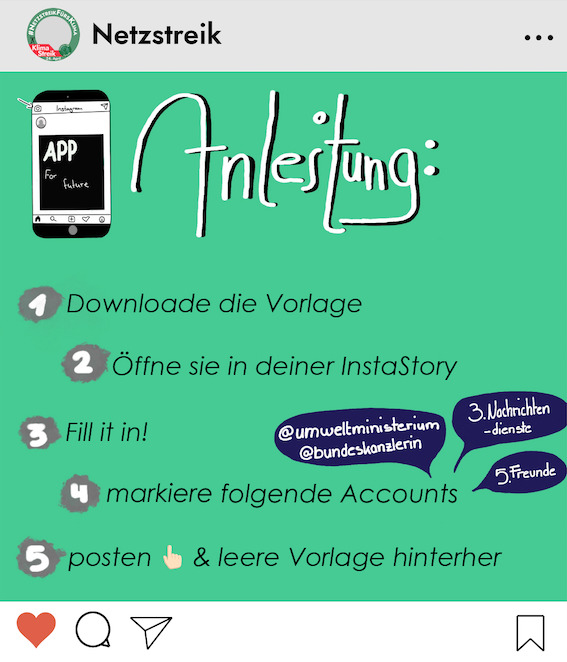 #NetzstreikFürsKlima
Klima
Streik
Netzstreik
Instagram
APP
For
future
Anleitung:
1 Downloade die Vorlage
2 Öffne sie in deiner InstaStory
3 Fill it in!
@umweltministerium
@bundeskanzlerin
3. Nachrichten
-dienste
5. Freunde
4 markiere folgende Accounts
5 posten 👆🏻 & leere Vorlage hinterher